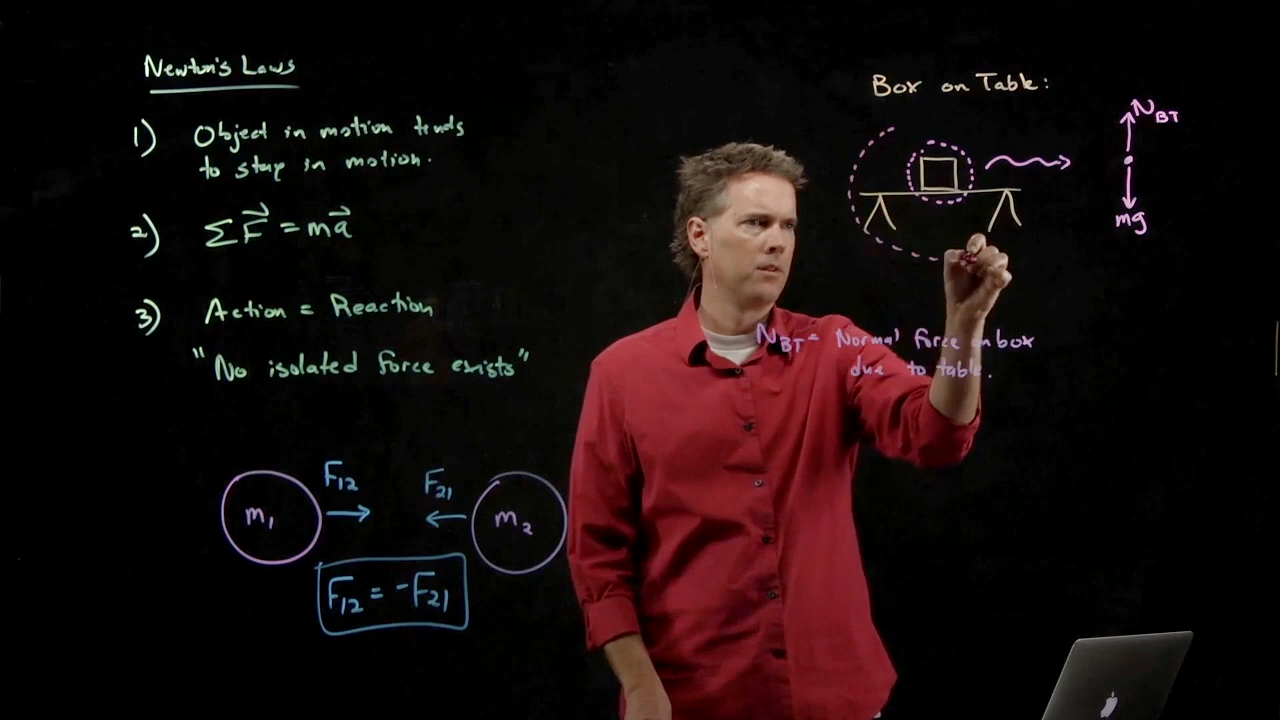 Newton's Laws
1) Object in motion tends
to stay in motion.
2) ΣF⃗ = ma⃗
3) Action = Reaction
"No isolated force exists"
m₁ F₁₂ F₂₁ m₂
F₁₂ = -F₂₁
Box on Table:
N_BT
mg
N_BT = Normal force on box
due to table.